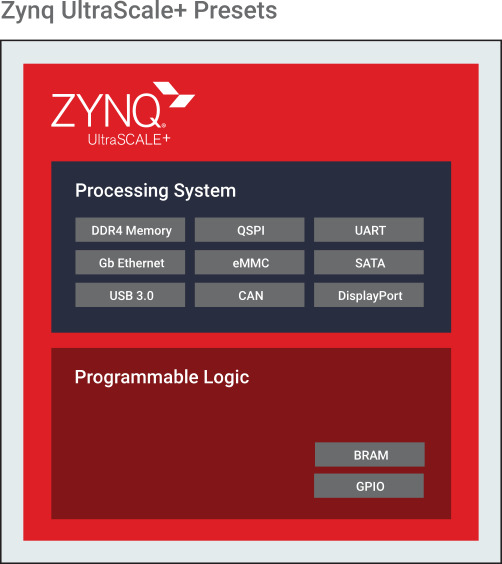 Zynq UltraScale+ Presets
ZYNQ®
UltraSCALE+
Processing System
DDR4 Memory QSPI UART
Gb Ethernet eMMC SATA
USB 3.0 CAN DisplayPort
Programmable Logic
BRAM
GPIO